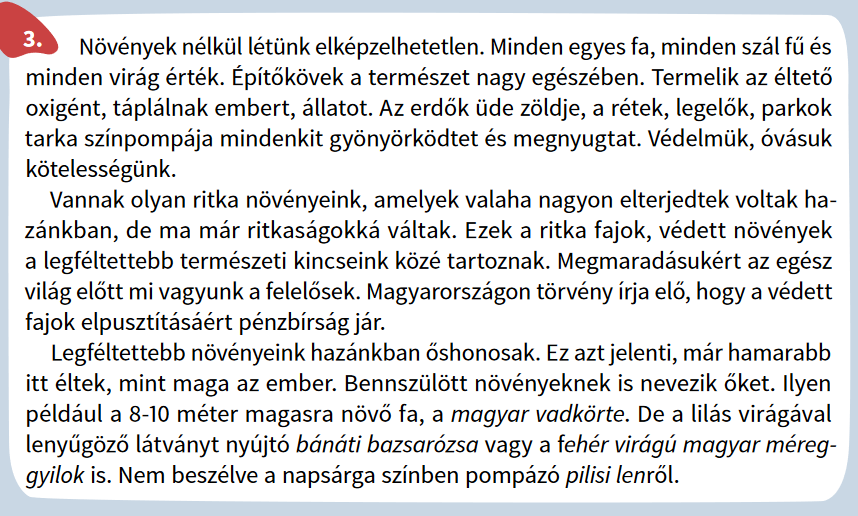 3.
Növények nélkül létünk elképzelhetetlen. Minden egyes fa, minden szál fű és
minden virág érték. Építőkövek a természet nagy egészében. Termelik az éltető
oxigént, táplálnak embert, állatot. Az erdők üde zöldje, a rétek, legelők, parkok
tarka színpompája mindenkit gyönyörködtet és megnyugtat. Védelmük, óvásuk
kötelességünk.
Vannak olyan ritka növényeink, amelyek valaha nagyon elterjedtek voltak ha-
zánkban, de ma már ritkaságokká váltak. Ezek a ritka fajok, védett növények
a legféltettebb természeti kincseink közé tartoznak. Megmaradásukért az egész
világ előtt mi vagyunk a felelősek. Magyarországon törvény írja elő, hogy a védett
fajok elpusztításáért pénzbírság jár.
Legféltettebb növényeink hazánkban őshonosak. Ez azt jelenti, már hamarabb
itt éltek, mint maga az ember. Bennszülött növényeknek is nevezik őket. Ilyen
például a 8-10 méter magasra növő fa, a magyar vadkörte. De a lilás virágával
lenyűgöző látványt nyújtó bánáti bazsarózsa vagy a fehér virágú magyar méreg-
gyilok is. Nem beszélve a napsárga színben pompázó pilisi lenről.